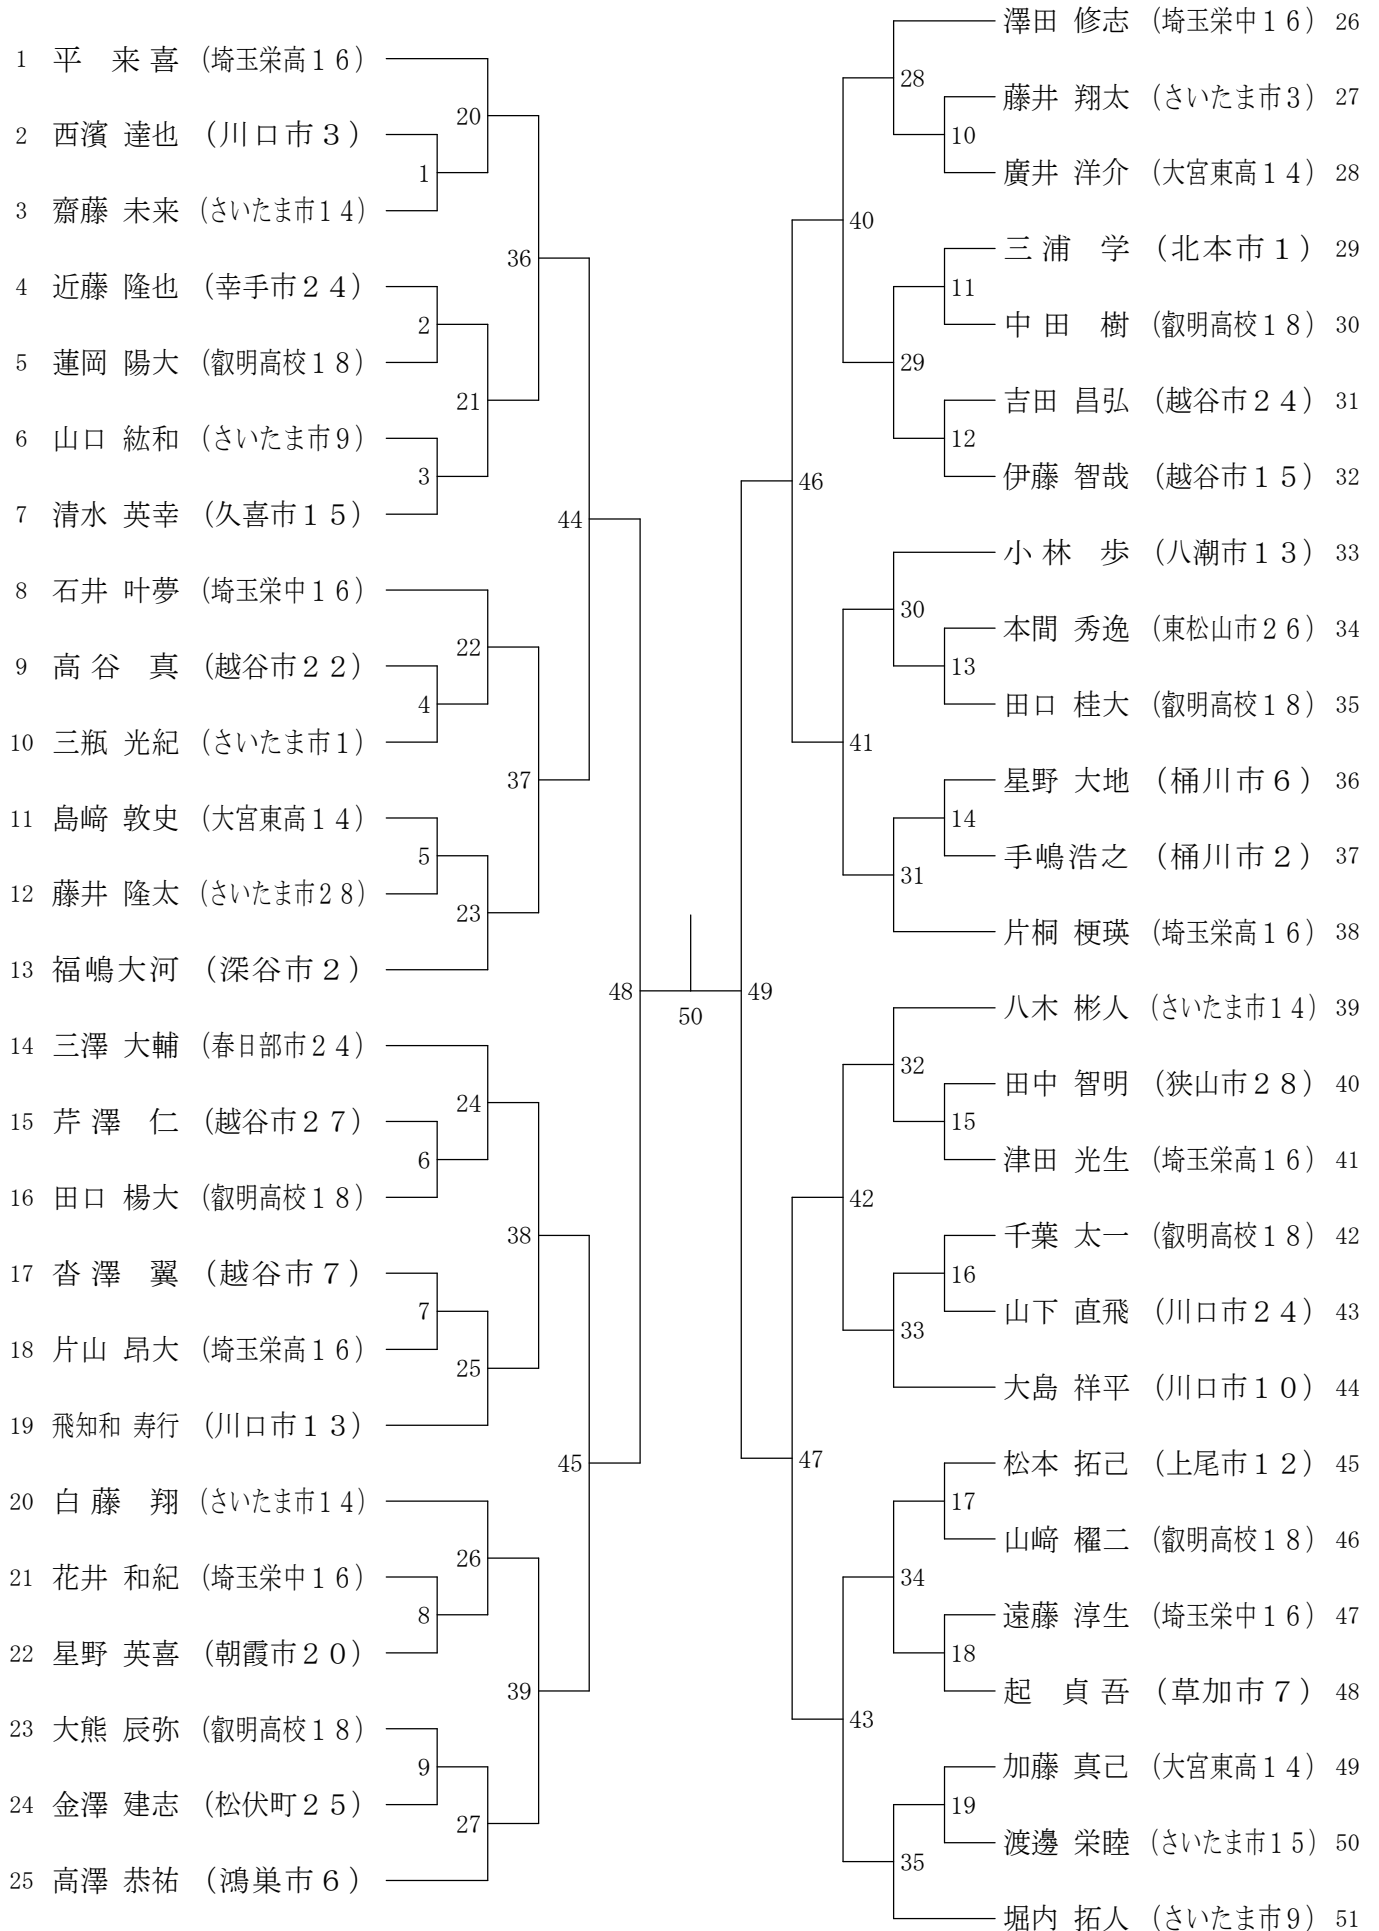 1 平 来 喜 (埼玉栄高１６)
2 西濱 達也 (川口市３)
1
3 齋藤 未来 (さいたま市１４)
20
4 近藤 隆也 (幸手市２４)
2
5 蓮岡 陽大 (叡明高校１８)
21
6 山口 紘和 (さいたま市９)
3
7 清水 英幸 (久喜市１５)
36
8 石井 叶夢 (埼玉栄中１６)
22
9 高 谷 真 (越谷市２２)
4
10 三瓶 光紀 (さいたま市１)
37
11 島﨑 敦史 (大宮東高１４)
5
12 藤井 隆太 (さいたま市２８)
23
13 福嶋大河 (深谷市２)
44
14 三澤 大輔 (春日部市２４)
24
15 芹 澤 仁 (越谷市２７)
6
16 田口 楊大 (叡明高校１８)
38
17 沓 澤 翼 (越谷市７)
7
18 片山 昂大 (埼玉栄高１６)
25
19 飛知和 寿行 (川口市１３)
45
20 白 藤 翔 (さいたま市１４)
26
21 花井 和紀 (埼玉栄中１６)
8
22 星野 英喜 (朝霞市２０)
39
23 大熊 辰弥 (叡明高校１８)
9
24 金澤 建志 (松伏町２５)
27
25 高澤 恭祐 (鴻巣市６)
48
50
49
澤田 修志 (埼玉栄中１６) 26
28
藤井 翔太 (さいたま市３) 27
10
廣井 洋介 (大宮東高１４) 28
40
三 浦 学 (北本市１) 29
11
中 田 樹 (叡明高校１８) 30
29
吉田 昌弘 (越谷市２４) 31
12
伊藤 智哉 (越谷市１５) 32
46
小 林 歩 (八潮市１３) 33
30
本間 秀逸 (東松山市２６) 34
13
田口 桂大 (叡明高校１８) 35
41
星野 大地 (桶川市６) 36
14
手嶋浩之 (桶川市２) 37
31
片桐 梗瑛 (埼玉栄高１６) 38
八木 彬人 (さいたま市１４) 39
32
田中 智明 (狭山市２８) 40
15
津田 光生 (埼玉栄高１６) 41
42
千葉 太一 (叡明高校１８) 42
16
山下 直飛 (川口市２４) 43
33
大島 祥平 (川口市１０) 44
47
松本 拓己 (上尾市１２) 45
17
山﨑 櫂二 (叡明高校１８) 46
34
遠藤 淳生 (埼玉栄中１６) 47
18
起 貞 吾 (草加市７) 48
43
加藤 真己 (大宮東高１４) 49
19
渡邊 栄睦 (さいたま市１５) 50
35
堀内 拓人 (さいたま市９) 51